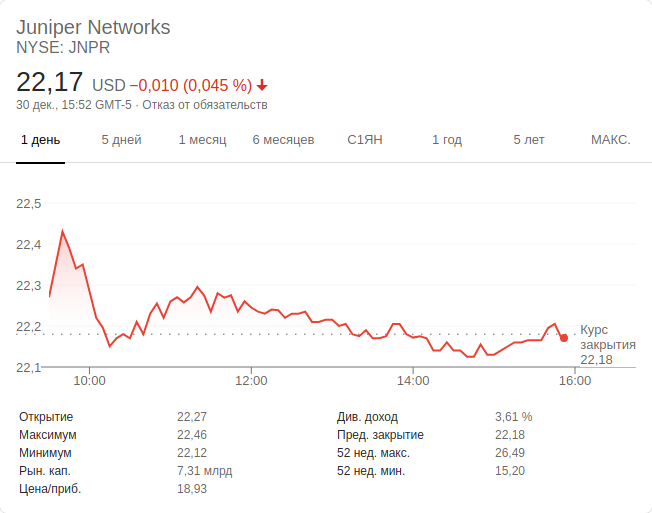 Juniper Networks
NYSE: JNPR
22,17 USD −0,010 (0,045 %)
30 дек., 15:52 GMT-5 · Отказ от обязательств
1 день 5 дней 1 месяц 6 месяцев С1ЯН 1 год 5 лет МАКС.
22,5
22,4
22,3
22,2
22,1
Курс
закрытия
22,18
10:00 12:00 14:00 16:00
Открытие 22,27 Див. доход 3,61 %
Максимум 22,46 Пред. закрытие 22,18
Минимум 22,12 52 нед. макс. 26,49
Рын. кап. 7,31 млрд 52 нед. мин. 15,20
Цена/приб. 18,93